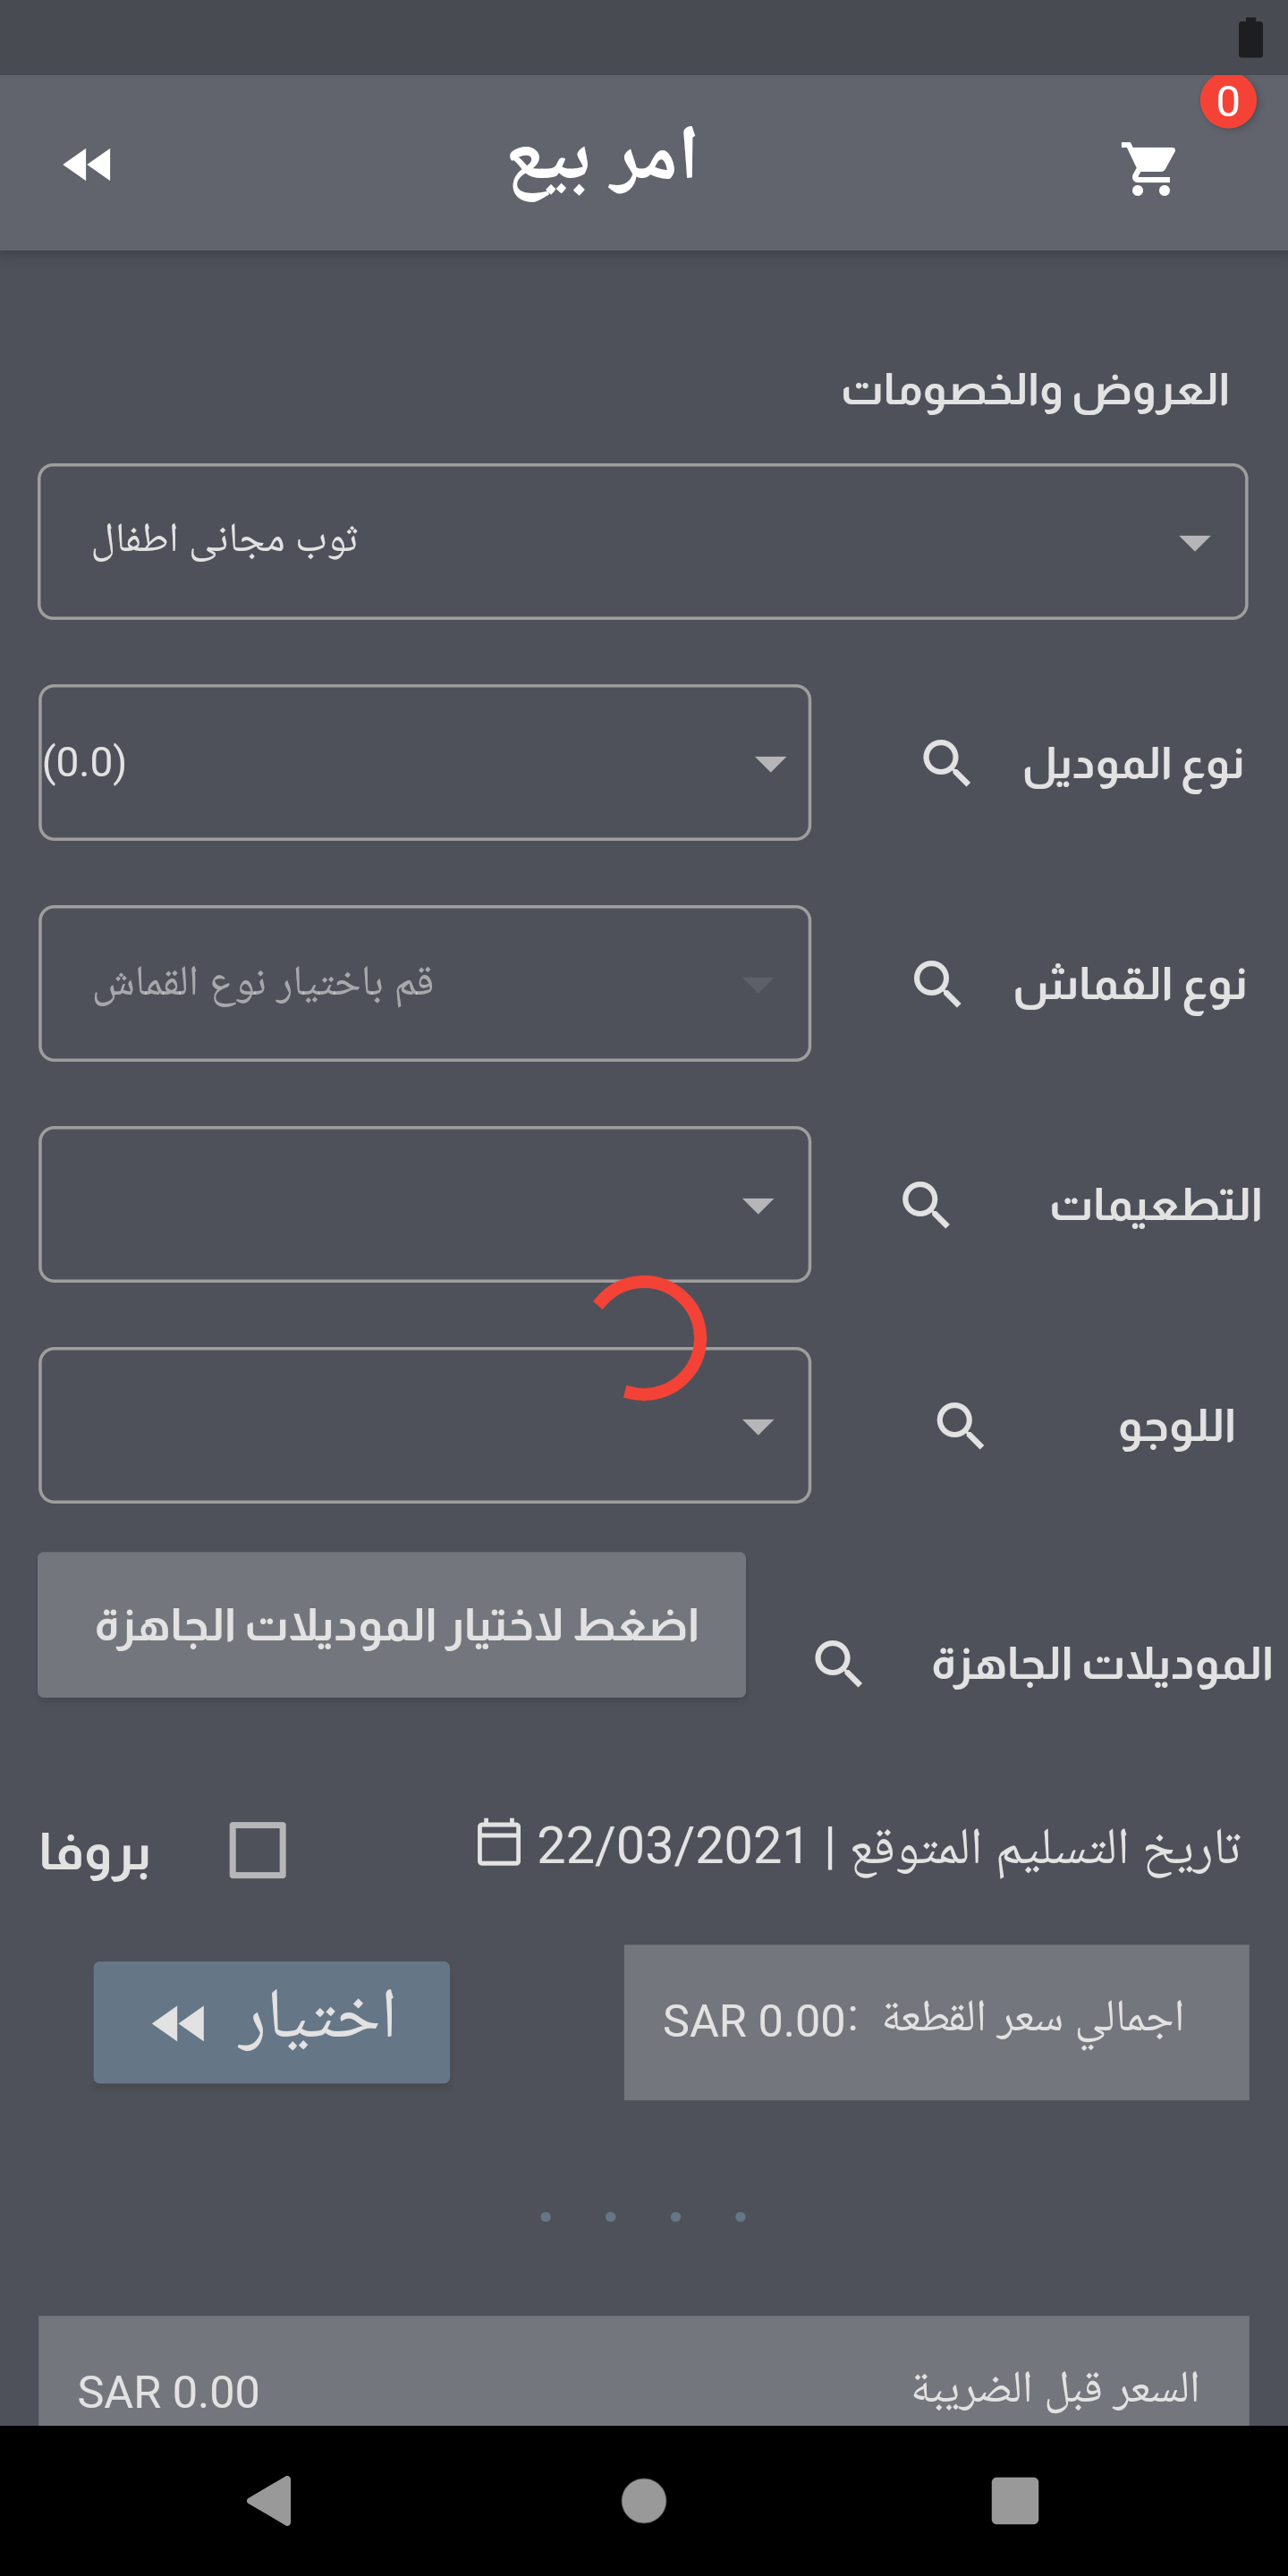 0
امر بيع
العروض والخصومات
ثوب مجانى اطفال
نوع الموديل
(0.0)
نوع القماش
قم باختيار نوع القماش
التطعيمات
اللوجو
الموديلات الجاهزة
اضغط لاختيار الموديلات الجاهزة
تاريخ التسليم المتوقع | 22/03/2021
بروفا
اجمالي سعر القطعة :SAR 0.00
اختيار
السعر قبل الضريبة
SAR 0.00